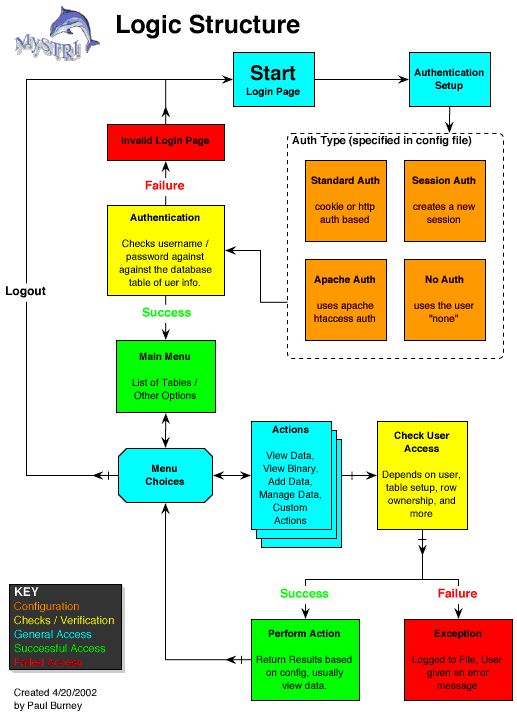 MySTRI
Logic Structure
Start
Login Page
Authentication
Setup
Invalid Login Page
Auth Type (specified in config file)
Failure
Standard Auth
cookie or http
auth based
Session Auth
creates a new
session
Authentication
Checks username /
password against
against the database
table of uer info.
Apache Auth
uses apache
htaccess auth
No Auth
uses the user
"none"
Logout
Success
Main Menu
List of Tables /
Other Options
Menu
Choices
Actions
View Data,
View Binary,
Add Data,
Manage Data,
Custom
Actions
Check User
Access
Depends on user,
table setup, row
ownership, and
more
Success
Failure
Perform Action
Return Results based
on config, usually
view data.
Exception
Logged to File; User
given an error
message
KEY
Configuration
Checks / Verification
General Access
Successful Access
Failed Access
Created 4/20/2002
by Paul Burney